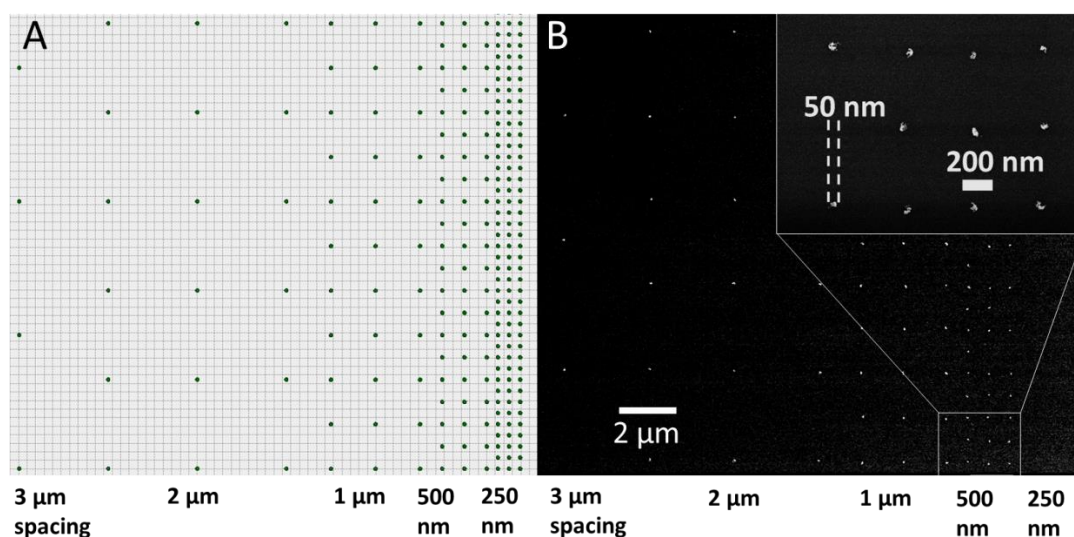 A
B
50 nm
200 nm
2 μm
3 μm
spacing
2 μm
1 μm
500
nm
250
nm
3 μm
spacing
2 μm
1 μm
500
nm
250
nm